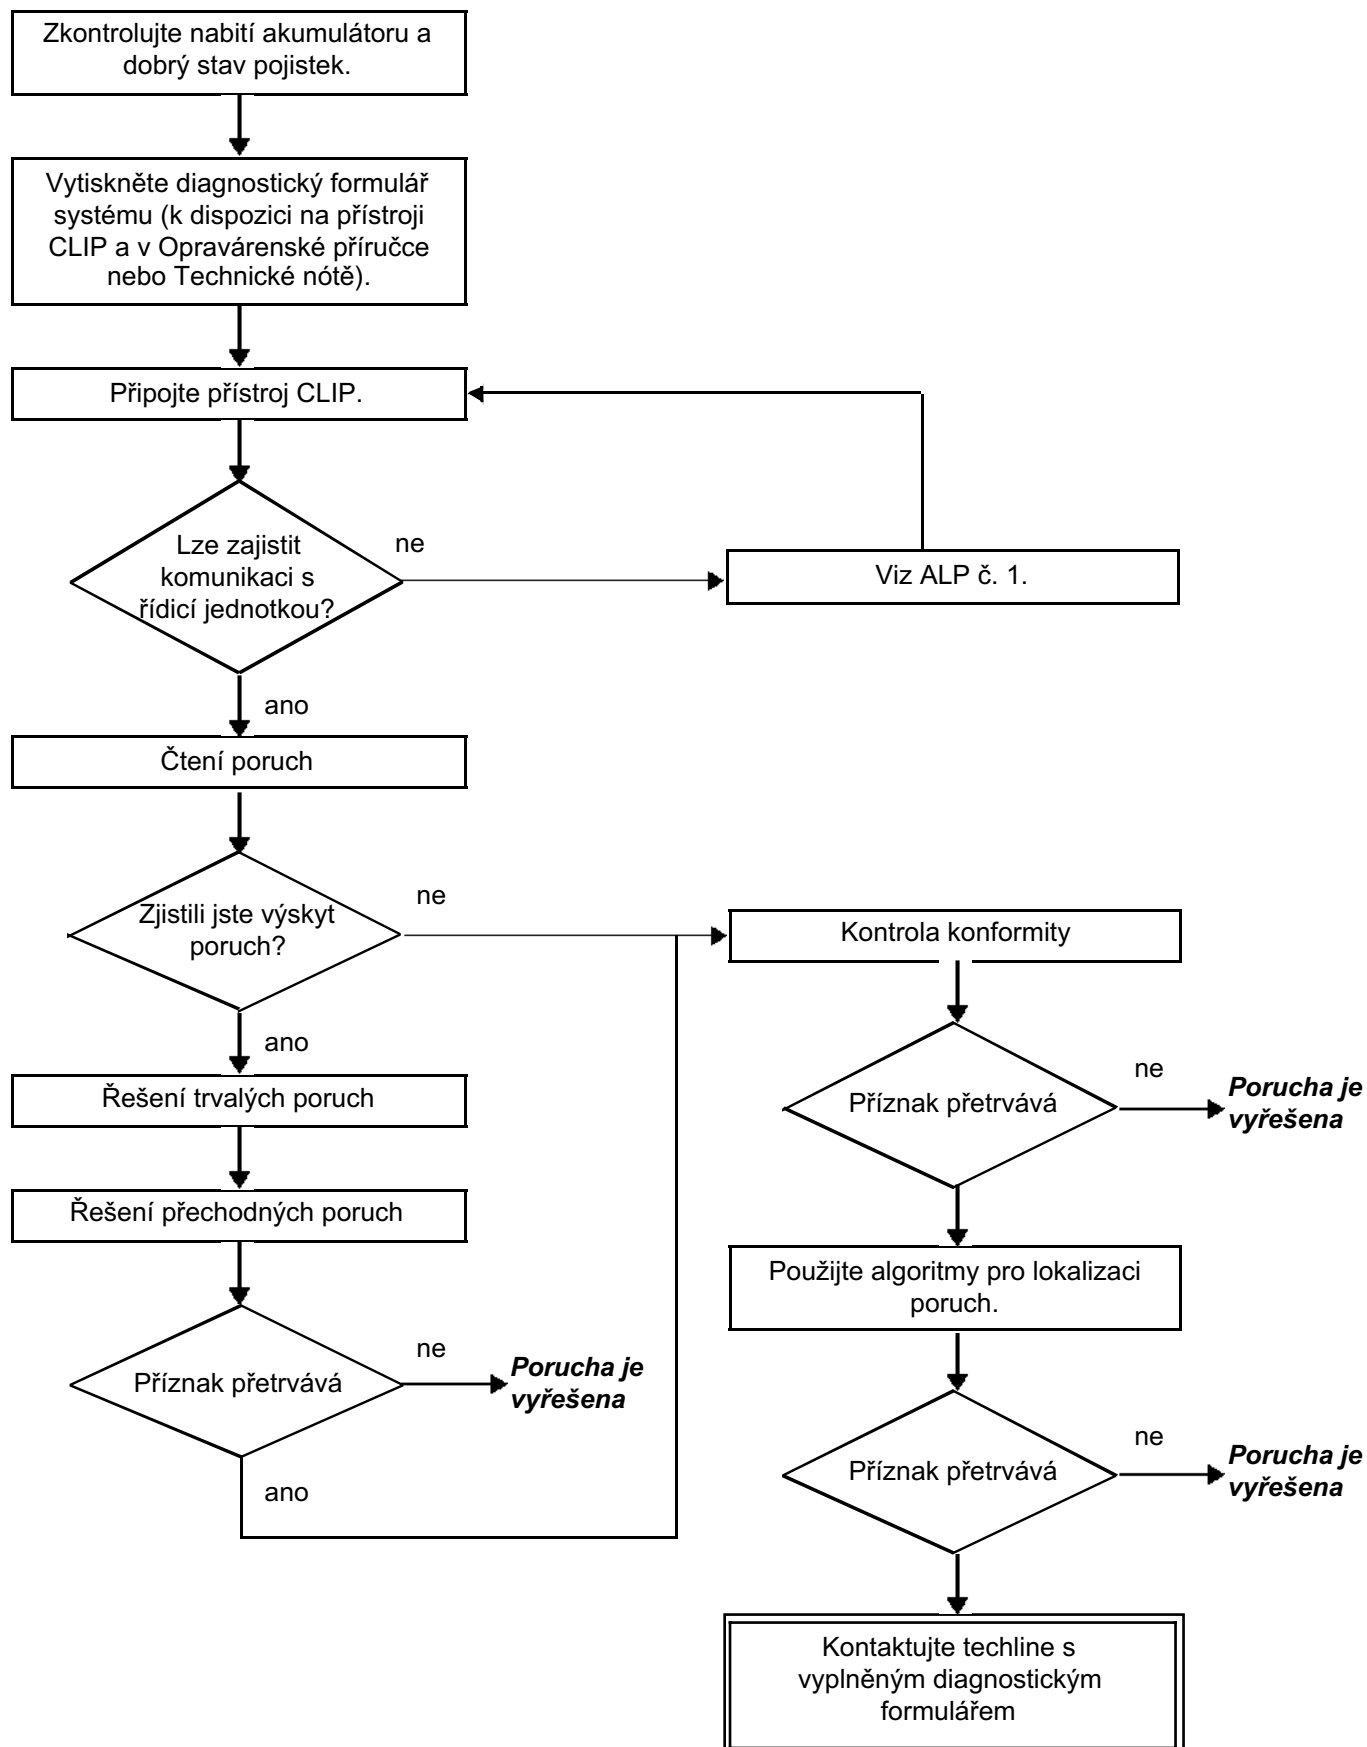 Zkontrolujte nabití akumulátoru a
dobrý stav pojistek.
Vytiskněte diagnostický formulář
systému (k dispozici na přístroji
CLIP a v Opravárenské příručce
nebo Technické nótě).
Připojte přístroj CLIP.
Lze zajistit
komunikaci s
řídicí jednotkou?
ne
Viz ALP č. 1.
ano
Čtení poruch
Zjistili jste výskyt
poruch?
ne
ano
Řešení trvalých poruch
Řešení přechodných poruch
Příznak přetrvává
ne
Porucha je
vyřešena
ano
Kontrola konformity
Příznak přetrvává
ne
Porucha je
vyřešena
Použijte algoritmy pro lokalizaci
poruch.
Příznak přetrvává
ne
Porucha je
vyřešena
Kontaktujte techline s
vyplněným diagnostickým
formulářem